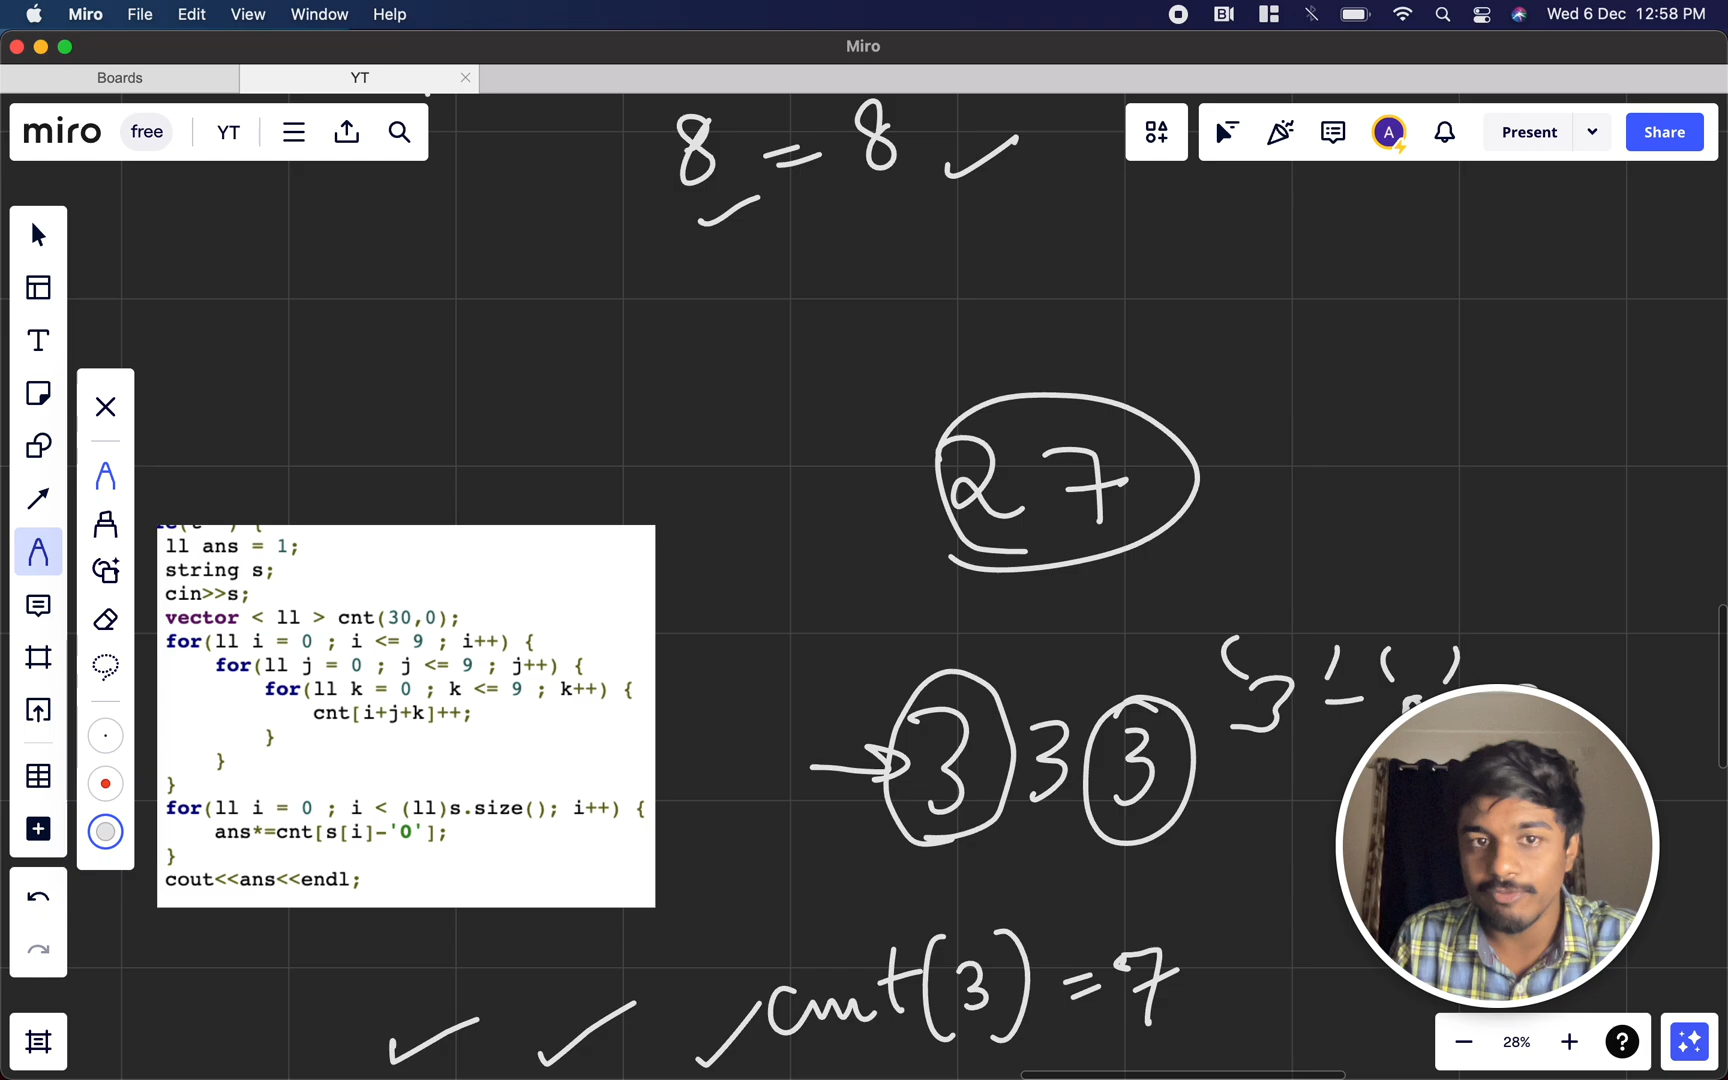 Miro File Edit View Window Help
Wed 6 Dec 12:58 PM
Miro
Boards
YT
miro free YT
Present
Share
8 = 8
27
ll ans = 1;
string s;
cin>>s;
vector < ll > cnt(30,0);
for(ll i = 0 ; i <= 9 ; i++) {
for(ll j = 0 ; j <= 9 ; j++) {
for(ll k = 0 ; k <= 9 ; k++) {
cnt[i+j+k]++;
}
}
}
for(ll i = 0 ; i < (ll)s.size(); i++) {
ans*=cnt[s[i]-'0'];
}
cout<<ans<<endl;
3 3 3
3
cnt(3) = 7
28%